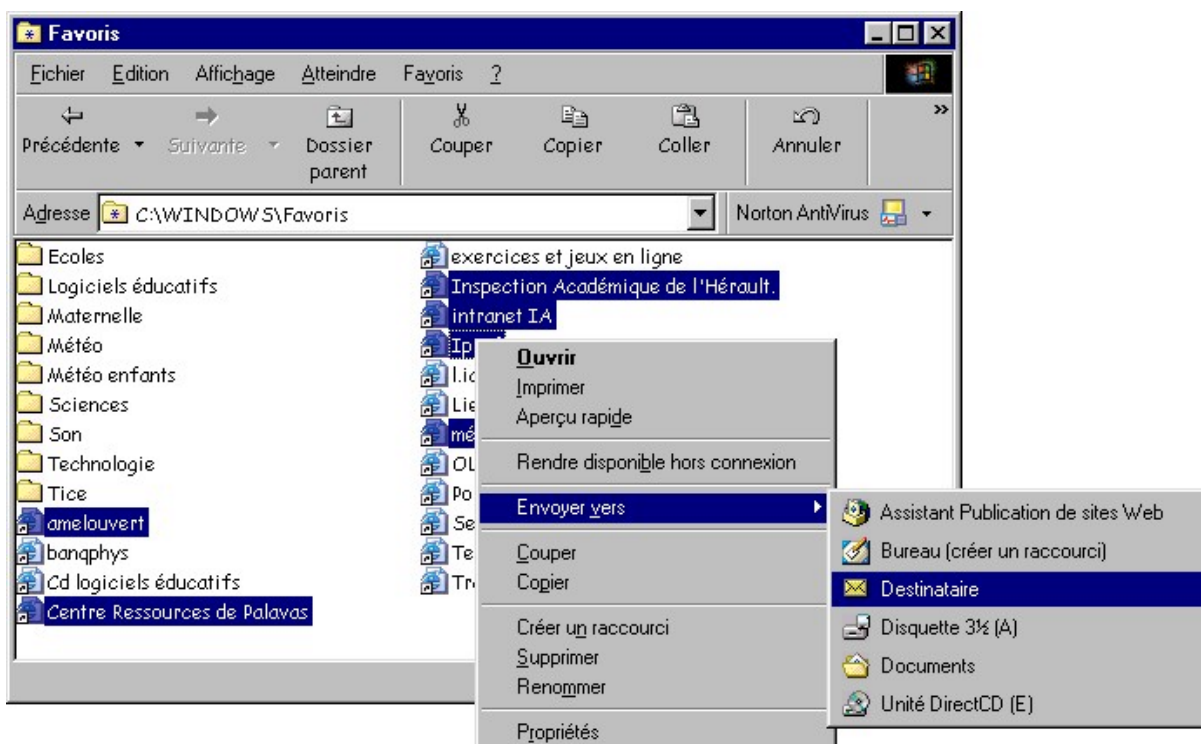 Favoris
Fichier Edition Affichage Atteindre Favoris ?
Précédente Suivante Dossier parent Couper Copier Coller Annuler »
Adresse C:\WINDOWS\Favoris Norton AntiVirus
Ecoles
Logiciels éducatifs
Maternelle
Météo
Météo enfants
Sciences
Son
Technologie
Tice
amelouvert
banqphys
Cd logiciels éducatifs
Centre Ressources de Palavas
exercices et jeux en ligne
Inspection Académique de l'Hérault.
intranet IA
Ouvrir
Imprimer
Aperçu rapide
Rendre disponible hors connexion
Envoyer vers
Couper
Copier
Créer un raccourci
Supprimer
Renommer
Propriétés
Assistant Publication de sites Web
Bureau (créer un raccourci)
Destinataire
Disquette 3½ (A)
Documents
Unité DirectCD (E)